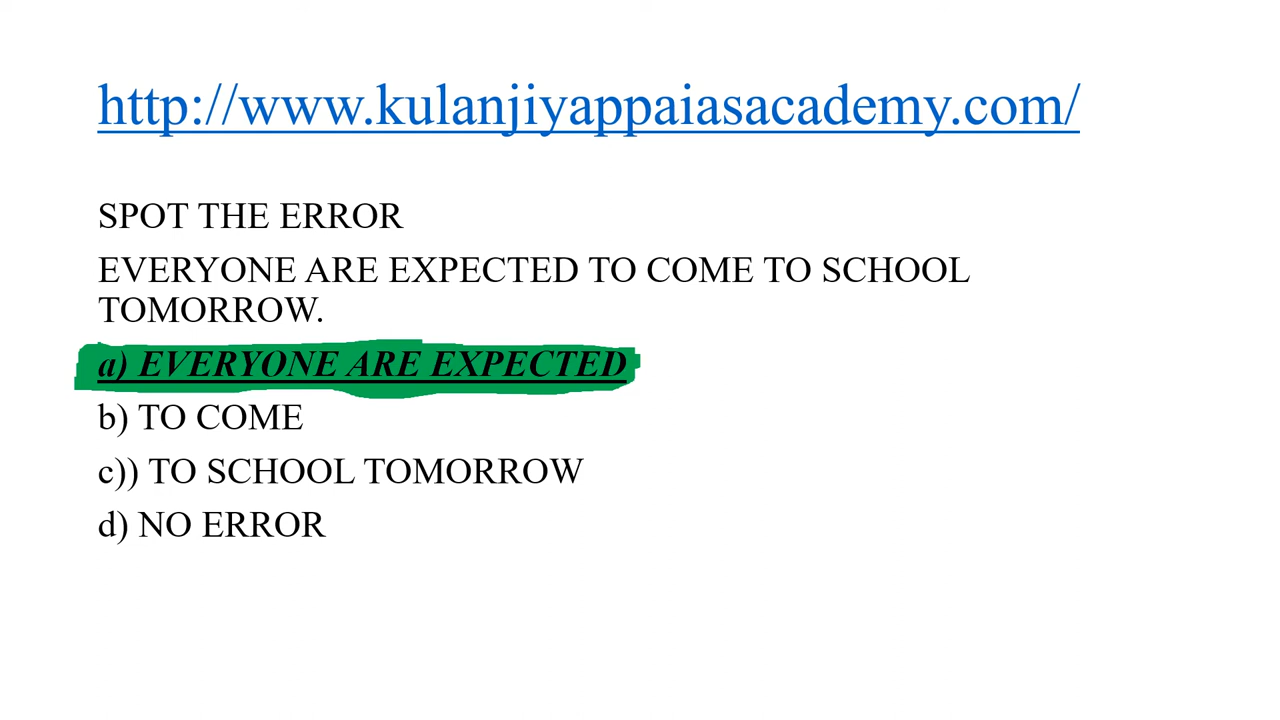 http://www.kulanjiyappaiasacademy.com/
SPOT THE ERROR
EVERYONE ARE EXPECTED TO COME TO SCHOOL
TOMORROW.
a) EVERYONE ARE EXPECTED
b) TO COME
c)) TO SCHOOL TOMORROW
d) NO ERROR